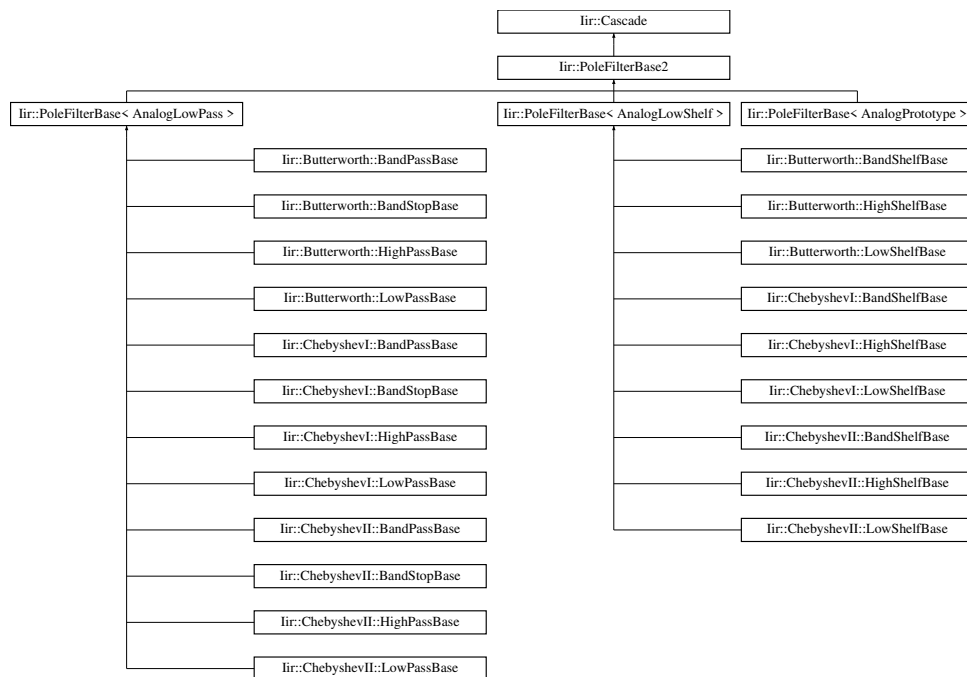 Iir::Cascade
Iir::PoleFilterBase2
Iir::PoleFilterBase< AnalogLowPass >
Iir::PoleFilterBase< AnalogLowShelf >
Iir::PoleFilterBase< AnalogPrototype >
Iir::Butterworth::BandPassBase
Iir::Butterworth::BandStopBase
Iir::Butterworth::HighPassBase
Iir::Butterworth::LowPassBase
Iir::ChebyshevI::BandPassBase
Iir::ChebyshevI::BandStopBase
Iir::ChebyshevI::HighPassBase
Iir::ChebyshevI::LowPassBase
Iir::ChebyshevII::BandPassBase
Iir::ChebyshevII::BandStopBase
Iir::ChebyshevII::HighPassBase
Iir::ChebyshevII::LowPassBase
Iir::Butterworth::BandShelfBase
Iir::Butterworth::HighShelfBase
Iir::Butterworth::LowShelfBase
Iir::ChebyshevI::BandShelfBase
Iir::ChebyshevI::HighShelfBase
Iir::ChebyshevI::LowShelfBase
Iir::ChebyshevII::BandShelfBase
Iir::ChebyshevII::HighShelfBase
Iir::ChebyshevII::LowShelfBase